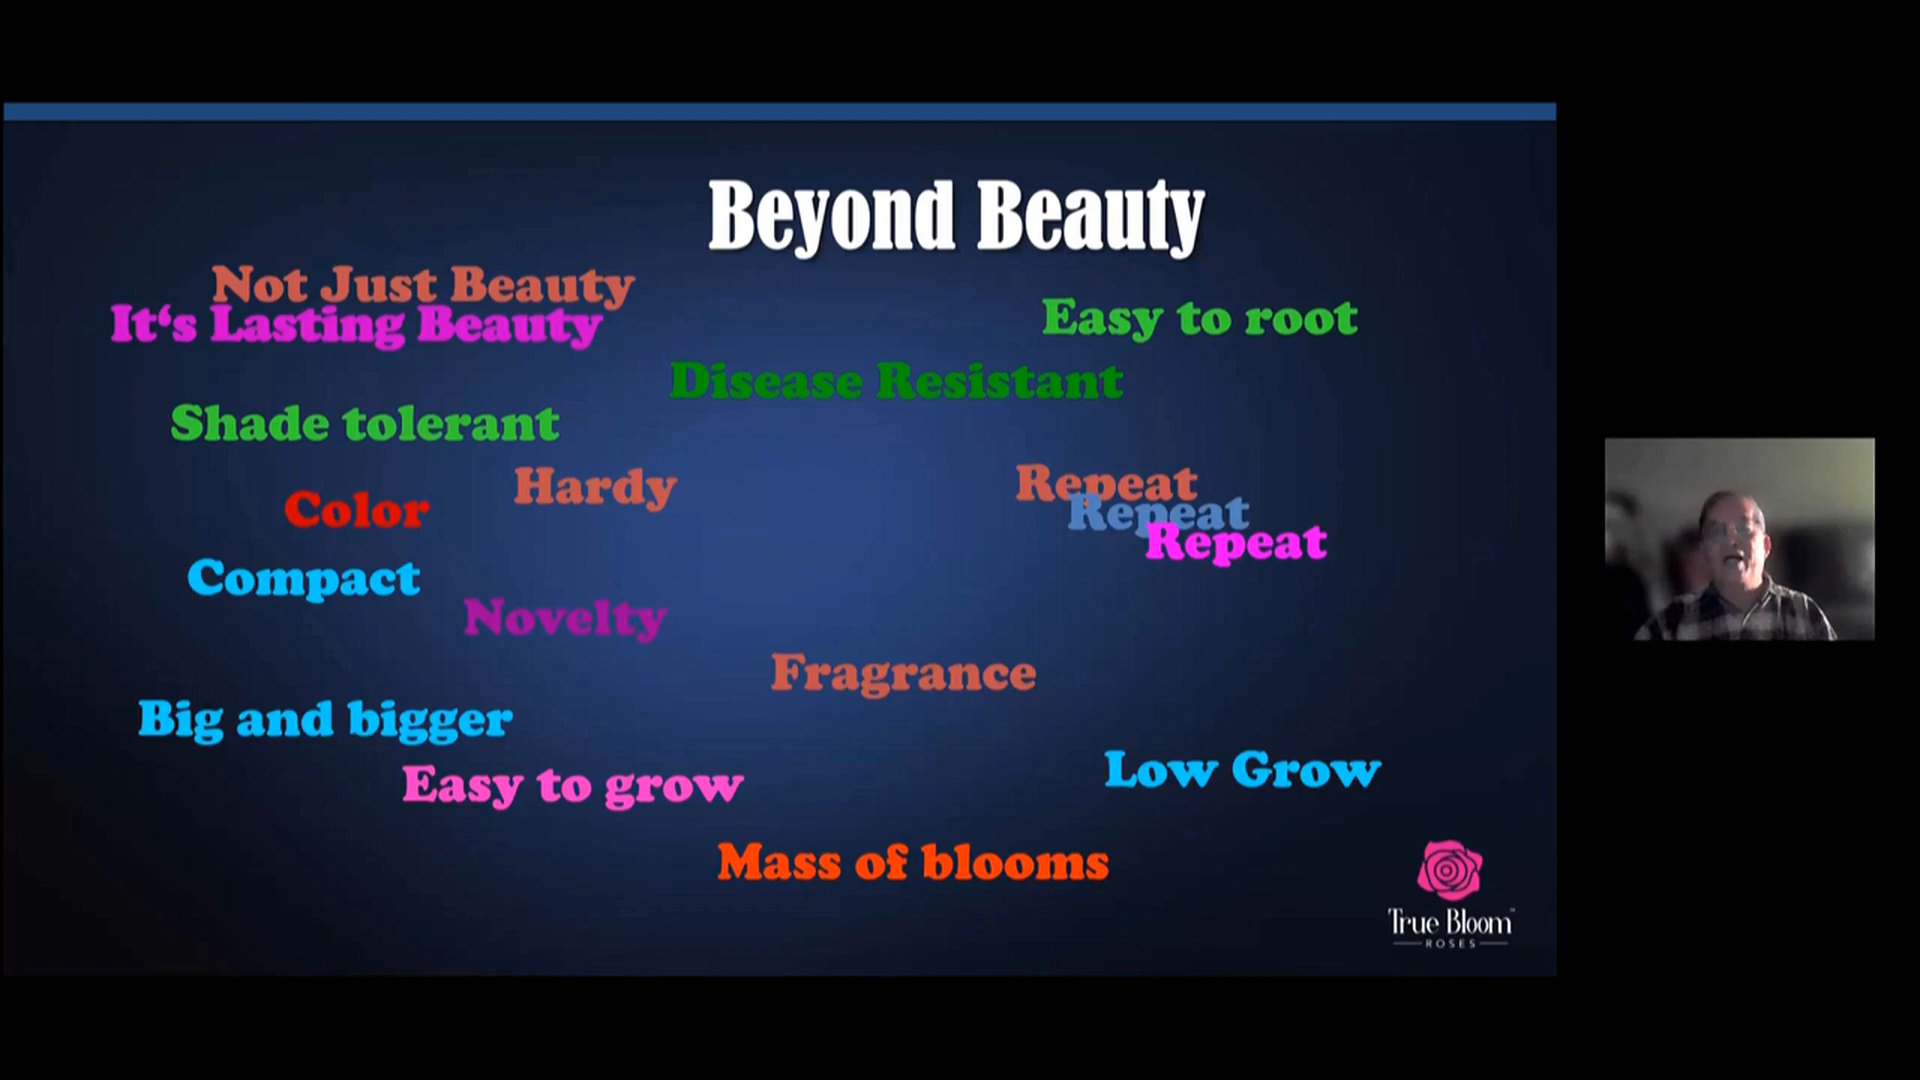 Beyond Beauty
Not Just Beauty
It‘s Lasting Beauty
Easy to root
Disease Resistant
Shade tolerant
Hardy
Color
Repeat
Repeat
Repeat
Compact
Novelty
Fragrance
Big and bigger
Easy to grow
Low Grow
Mass of blooms
True Bloom™
ROSES